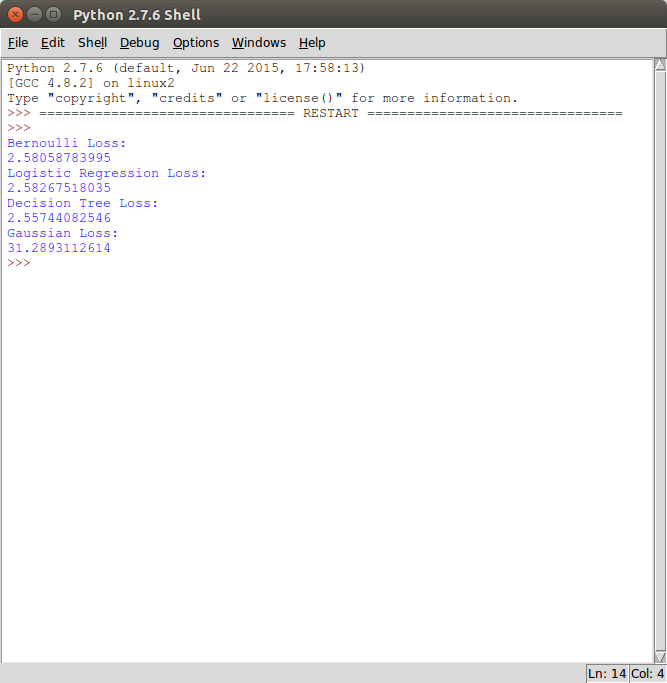 Python 2.7.6 Shell
File Edit Shell Debug Options Windows Help
Python 2.7.6 (default, Jun 22 2015, 17:58:13)
[GCC 4.8.2] on linux2
Type "copyright", "credits" or "license()" for more information.
>>> ================================ RESTART ================================
>>>
Bernoulli Loss:
2.58058783995
Logistic Regression Loss:
2.58267518035
Decision Tree Loss:
2.55744082546
Gaussian Loss:
31.2893112614
>>>
Ln: 14 Col: 4